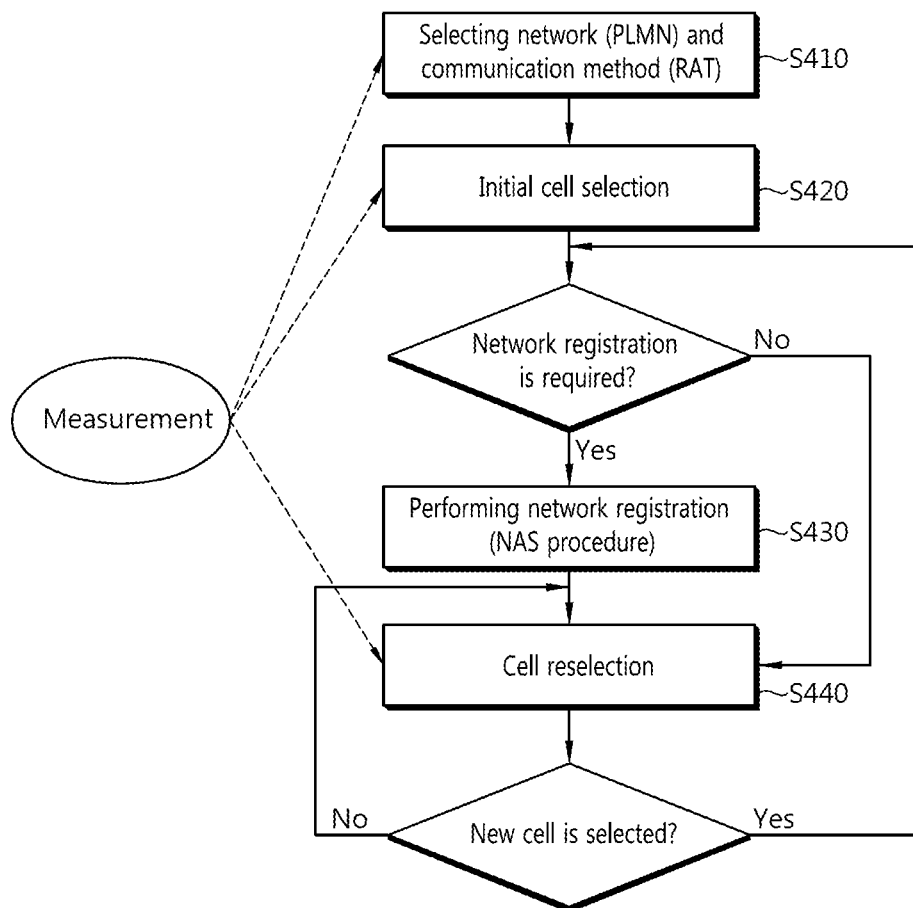 Selecting network (PLMN) and
communication method (RAT)
S410
Initial cell selection
S420
Network registration
is required?
No
Yes
Measurement
Performing network registration
(NAS procedure)
S430
Cell reselection
S440
No
New cell is selected?
Yes